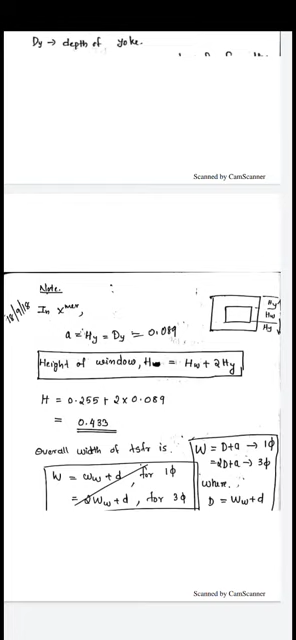 Dy → depth of yoke.
Scanned by CamScanner
18/9/18
Note.
In xmer,
a = Hy = Dy = 0.089
Hy
Hw
Hy
Height of window, H = Hw + 2Hy
H = 0.255 + 2 x 0.089
= 0.433
Overall width of tsfr is.
W = Ww + d, for 1ϕ
= 2Ww + d, for 3ϕ
W = D+a → 1ϕ
= 2D+a → 3ϕ
where.
D = Ww + d
Scanned by CamScanner